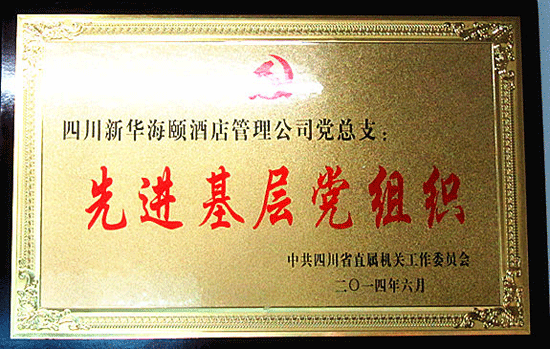 四川新华海颐酒店管理公司党总支：
先进基层党组织
中共四川省直属机关工作委员会
二〇一四年六月